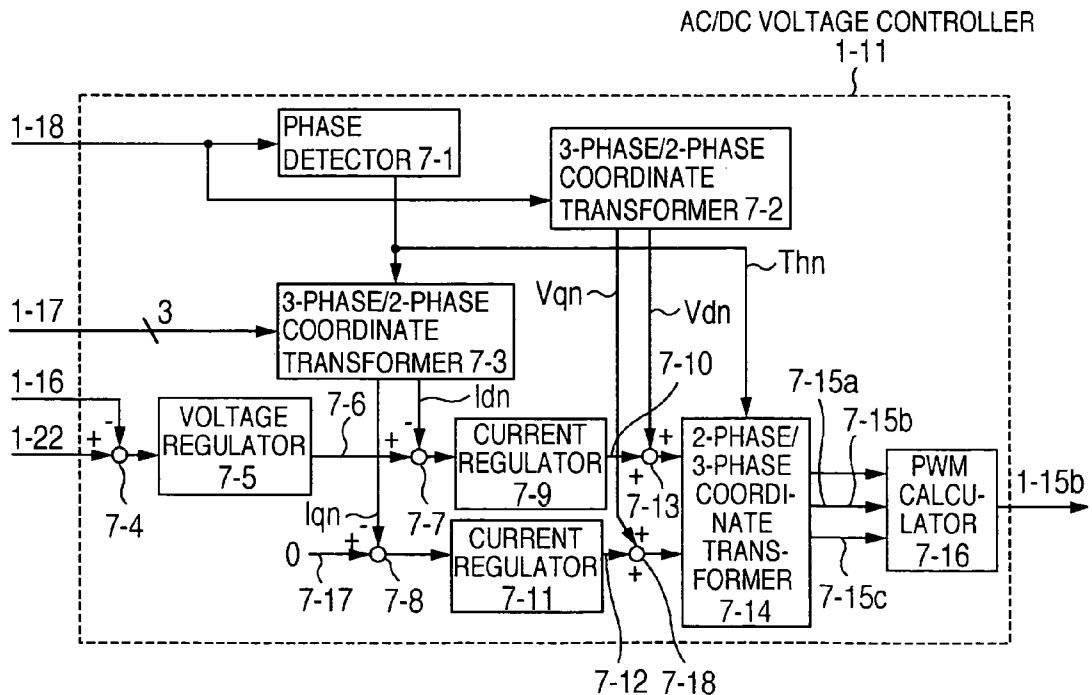 AC/DC VOLTAGE CONTROLLER
1-11
1-18
PHASE
DETECTOR 7-1
3-PHASE/2-PHASE
COORDINATE
TRANSFORMER 7-2
Thn
Vqn
Vdn
1-17
3
3-PHASE/2-PHASE
COORDINATE
TRANSFORMER 7-3
1-16
1-22
-
+
7-4
VOLTAGE
REGULATOR
7-5
7-6
Idn
-
+
7-7
CURRENT
REGULATOR
7-9
7-10
+
+
7-13
Iqn
0
7-17
-
+
7-8
CURRENT
REGULATOR
7-11
7-12
+
+
7-18
2-PHASE/
3-PHASE
COORDI-
NATE
TRANS-
FORMER
7-14
7-15a
7-15b
7-15c
PWM
CALCU-
LATOR
7-16
1-15b